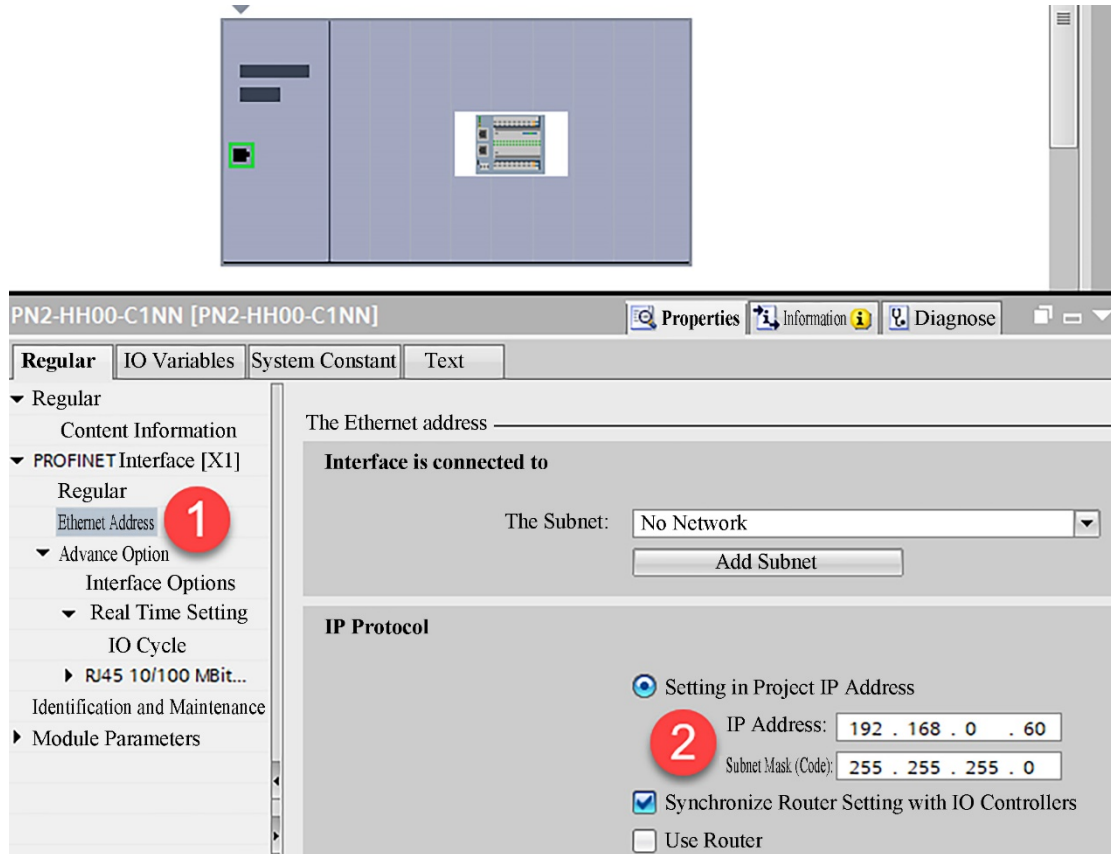 PN2-HH00-C1NN [PN2-HH00-C1NN]
Properties
Information
Diagnose
Regular
IO Variables
System Constant
Text
Regular
Content Information
PROFINET Interface [X1]
Regular
Ethernet Address
1
Advance Option
Interface Options
Real Time Setting
IO Cycle
RJ45 10/100 MBit...
Identification and Maintenance
Module Parameters
The Ethernet address
Interface is connected to
The Subnet: No Network
Add Subnet
IP Protocol
Setting in Project IP Address
2
IP Address: 192 . 168 . 0 . 60
Subnet Mask (Code): 255 . 255 . 255 . 0
Synchronize Router Setting with IO Controllers
Use Router